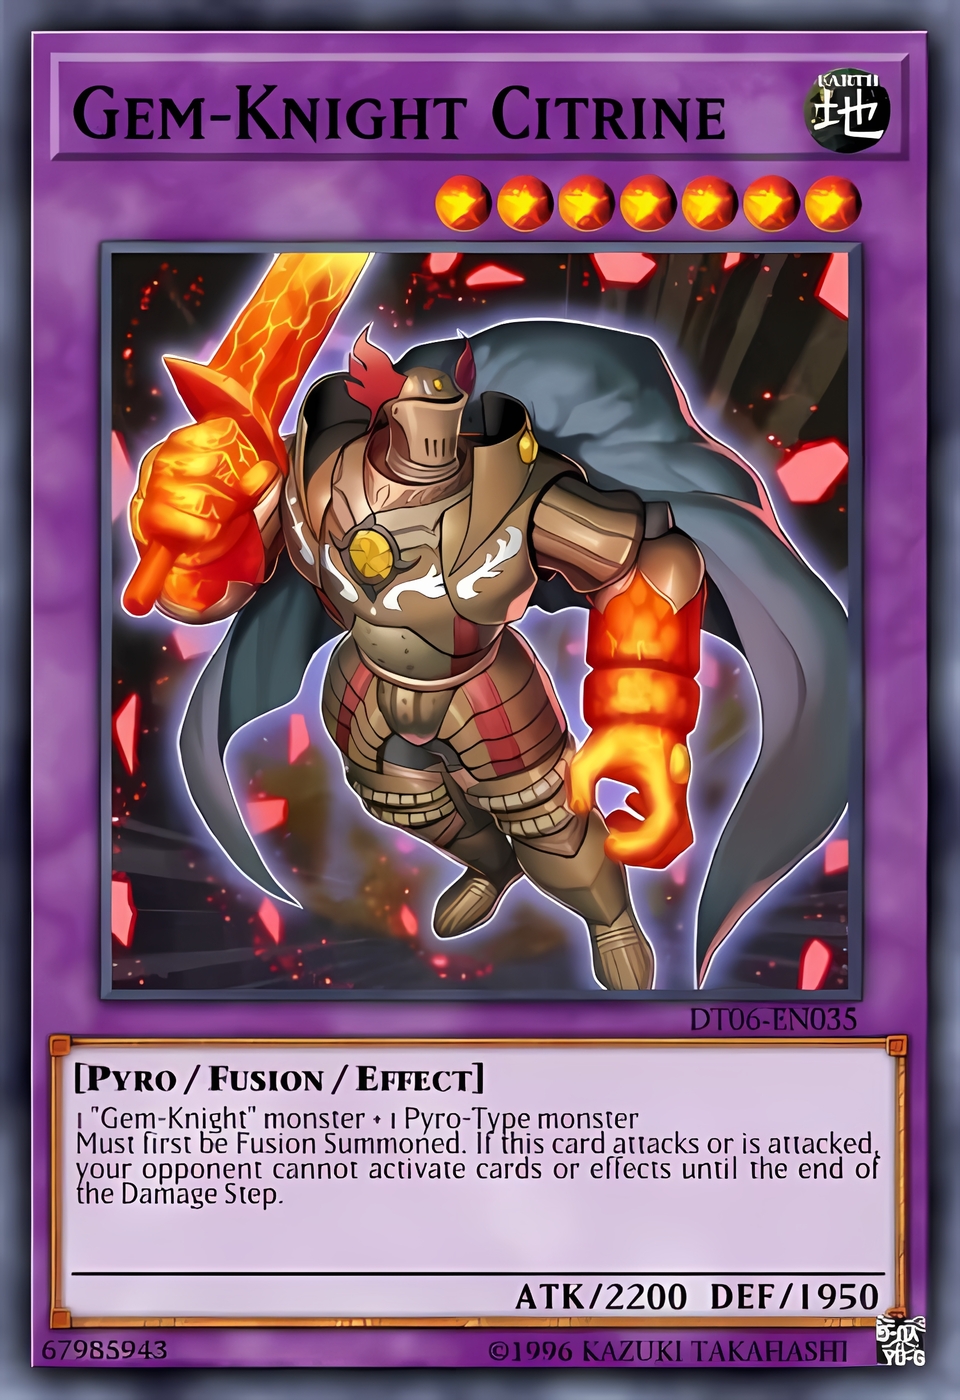 Gem-Knight Citrine
EARTH
地
DT06-EN035
[Pyro / Fusion / Effect]
1 "Gem-Knight" monster + 1 Pyro-Type monster
Must first be Fusion Summoned. If this card attacks or is attacked,
your opponent cannot activate cards or effects until the end of
the Damage Step.
ATK/2200 DEF/1950
67985943
©1996 KAZUKI TAKAHASHI